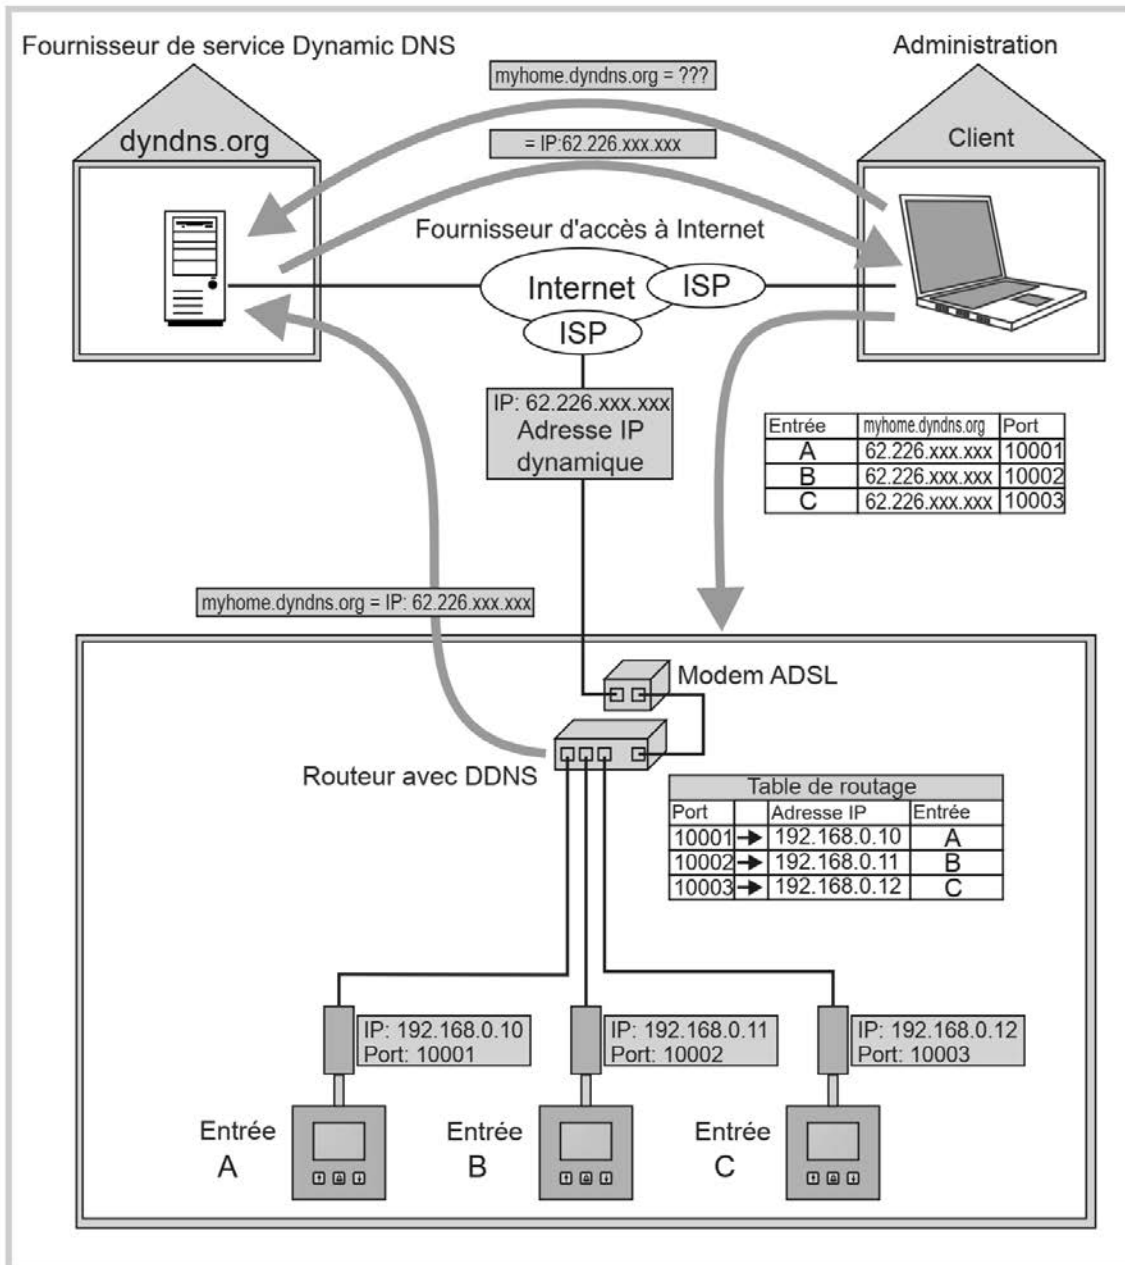 Fournisseur de service Dynamic DNS
Administration
myhome.dyndns.org = ???
dyndns.org
= IP:62.226.xxx.xxx
Client
Fournisseur d'accès à Internet
Internet
ISP
ISP
IP: 62.226.xxx.xxx
Adresse IP
dynamique
Entrée myhome.dyndns.org Port
A 62.226.xxx.xxx 10001
B 62.226.xxx.xxx 10002
C 62.226.xxx.xxx 10003
myhome.dyndns.org = IP: 62.226.xxx.xxx
Modem ADSL
Routeur avec DDNS
Table de routage
Port Adresse IP Entrée
10001 → 192.168.0.10 A
10002 → 192.168.0.11 B
10003 → 192.168.0.12 C
IP: 192.168.0.10
Port: 10001
IP: 192.168.0.11
Port: 10002
IP: 192.168.0.12
Port: 10003
Entrée
A
Entrée
B
Entrée
C